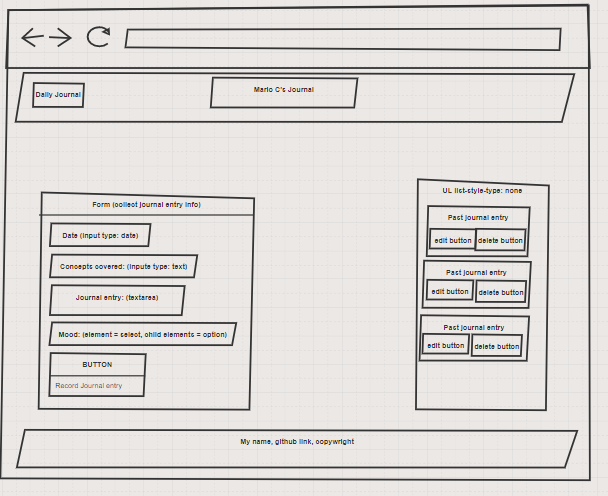 Daily Journal
Mario C's Journal
Form (collect journal entry info)
Date (input type: date)
Concepts covered: (inpute type: text)
Journal entry: (textarea)
Mood: (element = select, child elements = option)
BUTTON
Record Journal entry
UL list-style-type: none
Past journal entry
edit button
delete button
Past journal entry
edit button
delete button
Past journal entry
edit button
delete button
My name, github link, copywright